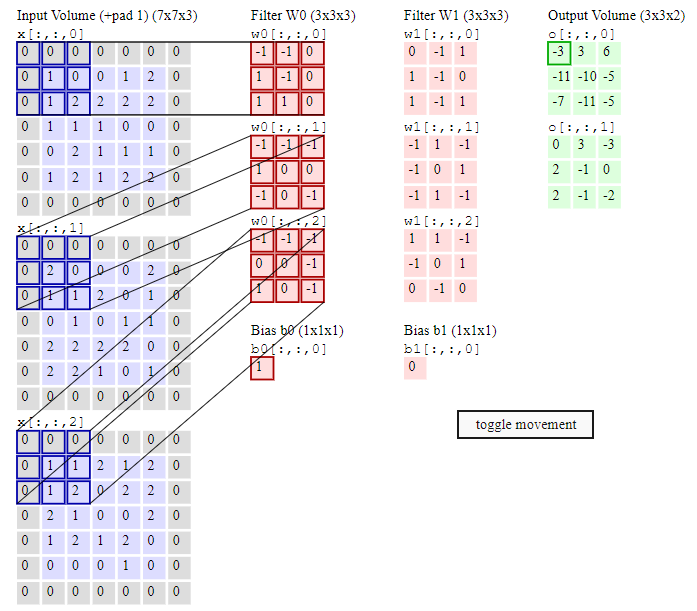 Input Volume (+pad 1) (7x7x3)
x[:,:,0]
0 0 0 0 0 0 0
0 1 0 0 1 2 0
0 1 2 2 2 2 0
0 1 1 1 0 0 0
0 0 2 1 1 1 0
0 1 2 1 2 2 0
0 0 0 0 0 0 0
x[:,:,1]
0 0 0 0 0 0 0
0 2 0 0 0 2 0
0 1 1 2 0 1 0
0 0 1 0 1 1 0
0 2 2 2 2 0 0
0 2 2 1 0 1 0
0 0 0 0 0 0 0
x[:,:,2]
0 0 0 0 0 0 0
0 1 1 2 1 2 0
0 1 2 0 2 2 0
0 2 1 0 0 2 0
0 1 2 1 2 2 0
0 0 0 0 1 0 0
0 0 0 0 0 0 0
Filter W0 (3x3x3)
w0[:,:,0]
-1 -1 0
1 -1 0
1 1 0
w0[:,:,1]
-1 -1 -1
1 0 0
-1 0 -1
w0[:,:,2]
-1 -1 -1
0 0 -1
1 0 -1
Bias b0 (1x1x1)
b0[:,:,0]
1
Filter W1 (3x3x3)
w1[:,:,0]
0 -1 1
1 -1 0
1 -1 1
w1[:,:,1]
-1 1 -1
-1 0 1
-1 1 -1
w1[:,:,2]
1 1 -1
-1 0 1
0 -1 0
Bias b1 (1x1x1)
b1[:,:,0]
0
Output Volume (3x3x2)
o[:,:,0]
-3 3 6
-11 -10 -5
-7 -11 -5
o[:,:,1]
0 3 -3
2 -1 0
2 -1 -2
toggle movement